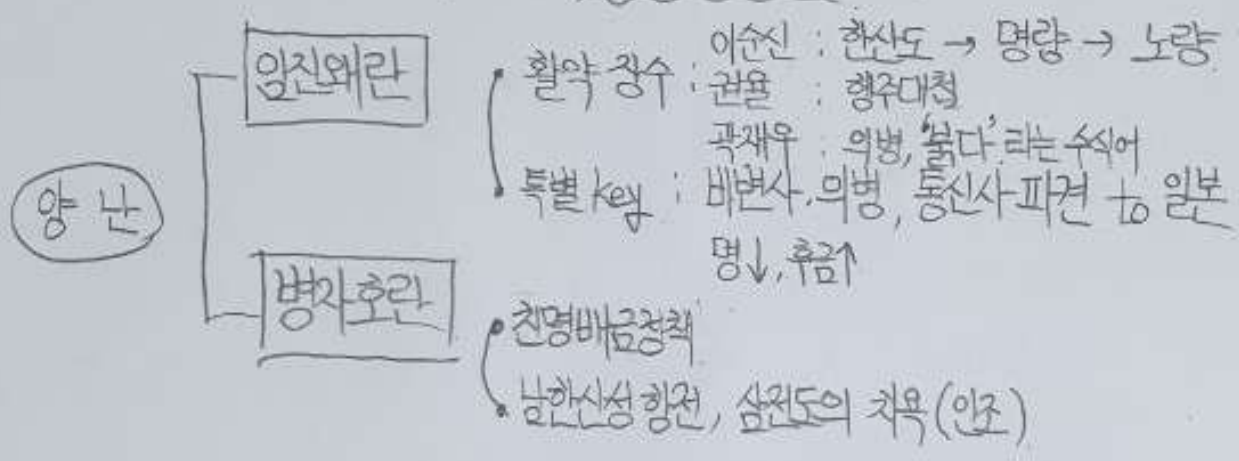 양난
임진왜란
활약 장수 : 이순신 : 한산도 → 명량 → 노량
권율 : 행주대첩
곽재우 : 의병, '붉다'라는 수식어
특별 key : 비변사, 의병, 통신사 파견 to 일본
명↓, 후금↑
병자호란
친명배금정책
남한산성 항전, 삼전도의 치욕(인조)